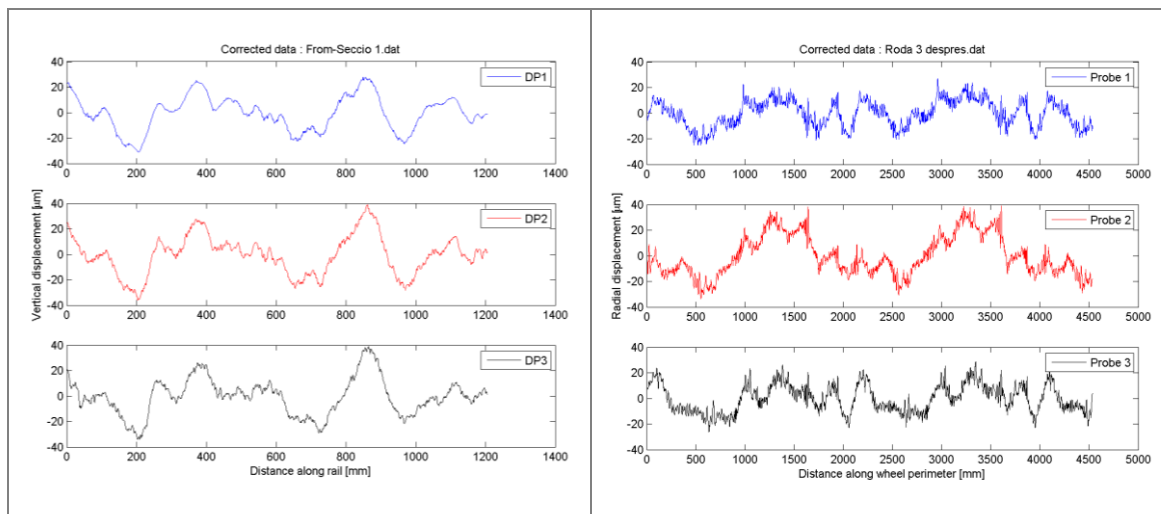 Corrected data : From-Seccio 1.dat
40
20
0
-20
-40
DP1
0 200 400 600 800 1000 1200 1400
Vertical displacement [µm]
40
20
0
-20
-40
DP2
0 200 400 600 800 1000 1200 1400
40
20
0
-20
-40
DP3
0 200 400 600 800 1000 1200 1400
Distance along rail [mm]
Corrected data : Roda 3 despres.dat
40
20
0
-20
-40
Probe 1
0 500 1000 1500 2000 2500 3000 3500 4000 4500 5000
Radial displacement [µm]
40
20
0
-20
-40
Probe 2
0 500 1000 1500 2000 2500 3000 3500 4000 4500 5000
40
20
0
-20
-40
Probe 3
0 500 1000 1500 2000 2500 3000 3500 4000 4500 5000
Distance along wheel perimeter [mm]